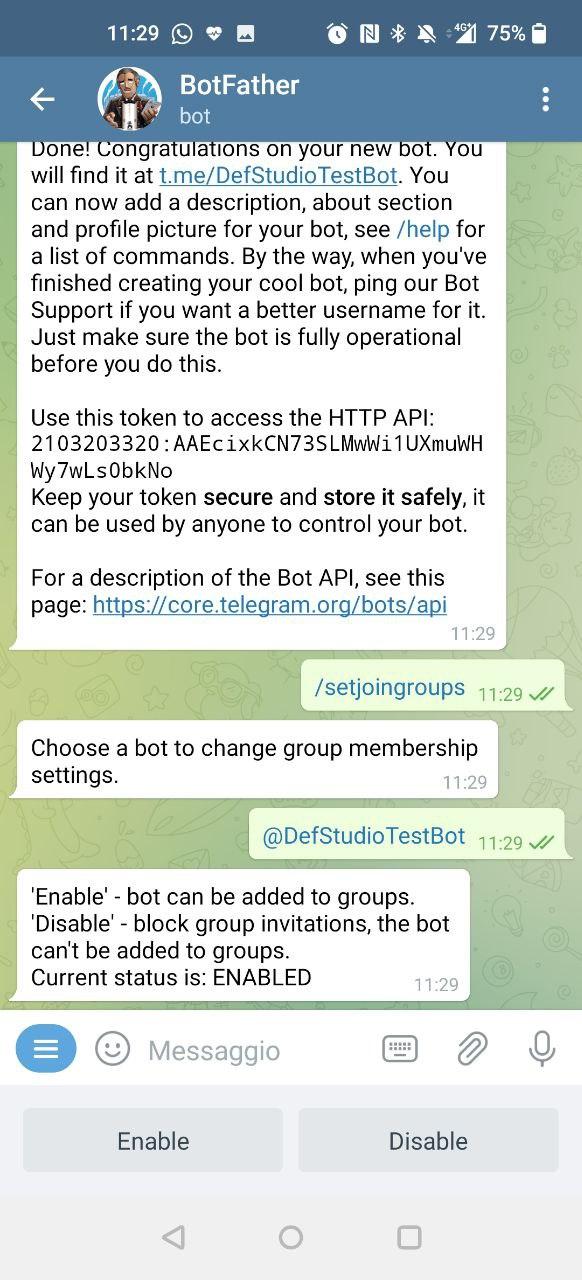 11:29
4G+
75%
BotFather
bot
Done! Congratulations on your new bot. You
will find it at t.me/DefStudioTestBot. You
can now add a description, about section
and profile picture for your bot, see /help for
a list of commands. By the way, when you've
finished creating your cool bot, ping our Bot
Support if you want a better username for it.
Just make sure the bot is fully operational
before you do this.
Use this token to access the HTTP API:
2103203320:AAEcixkCN73SLMwWi1UXmuWH
Wy7wLs0bkNo
Keep your token secure and store it safely, it
can be used by anyone to control your bot.
For a description of the Bot API, see this
page: https://core.telegram.org/bots/api
11:29
/setjoingroups 11:29
Choose a bot to change group membership
settings.
11:29
@DefStudioTestBot 11:29
'Enable' - bot can be added to groups.
'Disable' - block group invitations, the bot
can't be added to groups.
Current status is: ENABLED
11:29
Messaggio
Enable
Disable